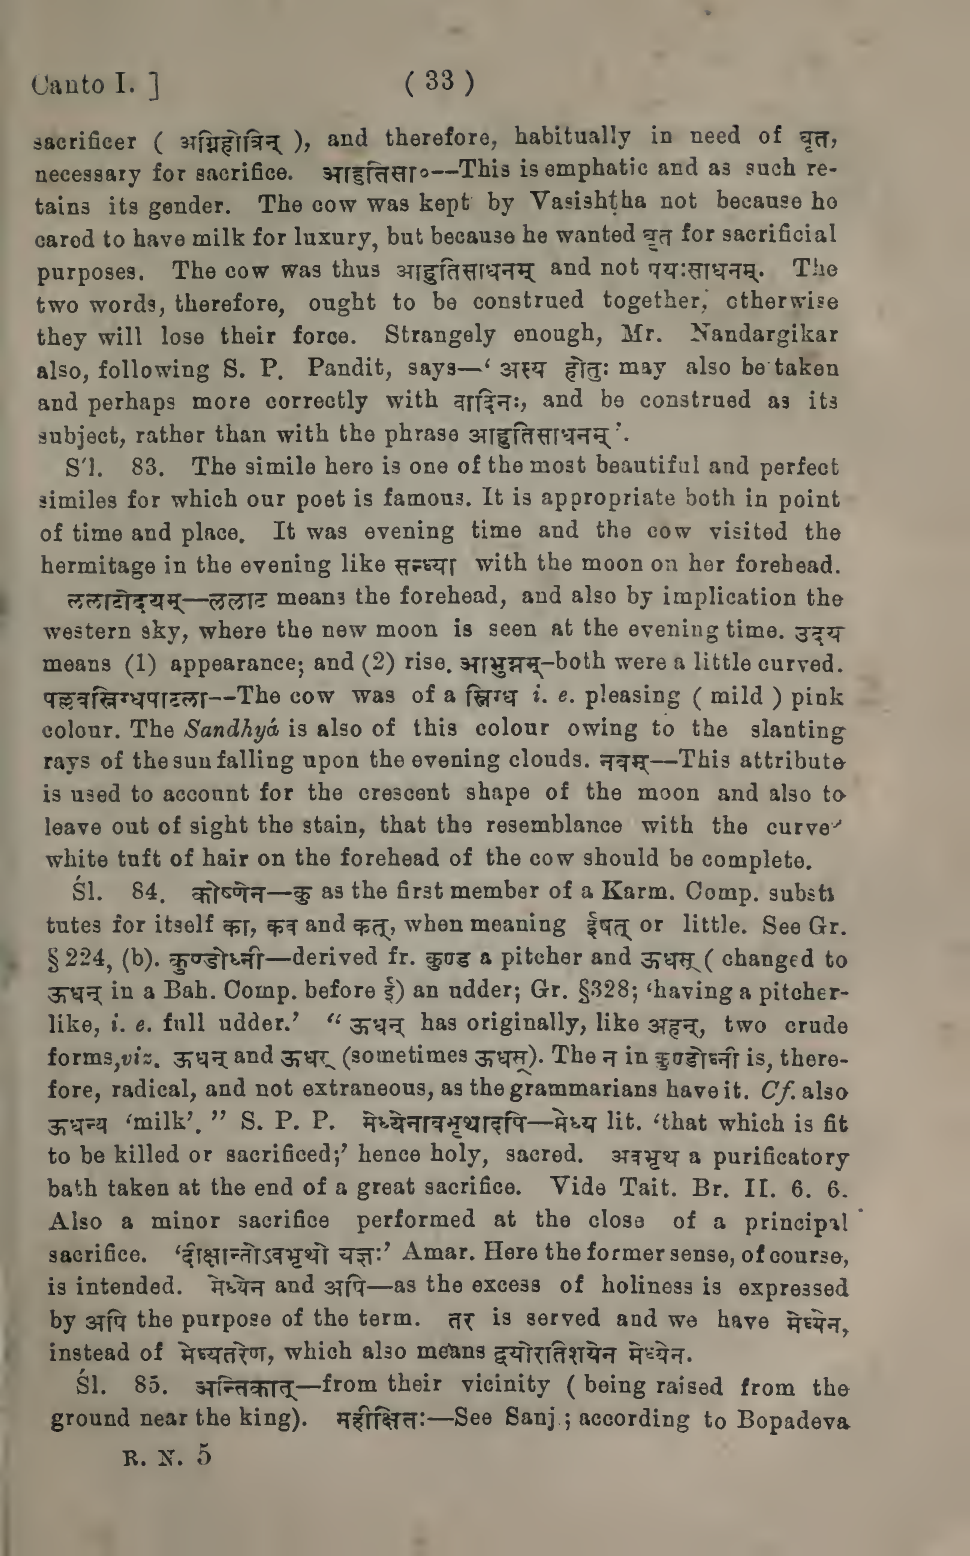 Canto I. ] ( 33 )
sacrificer ( अग्निहोत्रिन् ), and therefore, habitually in need of घृत,
necessary for sacrifice. आहुतिसा०--This is emphatic and as such re-
tains its gender. The cow was kept by Vasishṭha not because he
cared to have milk for luxury, but because he wanted घृत for sacrificial
purposes. The cow was thus आहुतिसाधनम् and not पयःसाधनम्. The
two words, therefore, ought to be construed together, otherwise
they will lose their force. Strangely enough, Mr. Nandargikar
also, following S. P. Pandit, says—‘ अस्य होतुः may also be taken
and perhaps more correctly with वादिनः, and be construed as its
subject, rather than with the phrase आहुतिसाधनम् ’.
S'l. 83. The simile here is one of the most beautiful and perfect
similes for which our poet is famous. It is appropriate both in point
of time and place. It was evening time and the cow visited the
hermitage in the evening like सन्ध्या with the moon on her forehead.
ललाटोदयम्—ललाट means the forehead, and also by implication the
western sky, where the new moon is seen at the evening time. उदय
means (1) appearance; and (2) rise. आभुग्नम्-both were a little curved.
पल्लवस्निग्धपाटला--The cow was of a स्निग्ध i. e. pleasing ( mild ) pink
colour. The Sandhyá is also of this colour owing to the slanting
rays of the sun falling upon the evening clouds. नवम्—This attribute
is used to account for the crescent shape of the moon and also to
leave out of sight the stain, that the resemblance with the curve
white tuft of hair on the forehead of the cow should be complete.
Śl. 84. कोष्णेन—कु as the first member of a Karm. Comp. substi
tutes for itself का, कव and कत्, when meaning ईषत् or little. See Gr.
§ 224, (b). कुण्डोध्नी—derived fr. कुण्ड a pitcher and ऊधस् ( changed to
ऊधन् in a Bah. Comp. before ई) an udder; Gr. §328; ‘having a pitcher-
like, i. e. full udder.’ “ ऊधन् has originally, like अहन्, two crude
forms, viz. ऊधन् and ऊधर् (sometimes ऊधस्). The न in कुण्डोध्नी is, there-
fore, radical, and not extraneous, as the grammarians have it. Cf. also
ऊधन्य ‘milk’. ” S. P. P. मेध्येनावभृथादपि—मेध्य lit. ‘that which is fit
to be killed or sacrificed;’ hence holy, sacred. अवभृथ a purificatory
bath taken at the end of a great sacrifice. Vide Tait. Br. II. 6. 6.
Also a minor sacrifice performed at the close of a principal
sacrifice. ‘दीक्षान्तोऽवभृथो यज्ञः’ Amar. Here the former sense, of course,
is intended. मेध्येन and अपि—as the excess of holiness is expressed
by अपि the purpose of the term. तर is served and we have मेध्येन,
instead of मेध्यतरेण, which also means द्वयोरतिशयेन मेध्येन.
Śl. 85. अन्तिकात्—from their vicinity ( being raised from the
ground near the king). महीक्षितः—See Sanj.; according to Bopadeva
R. N. 5